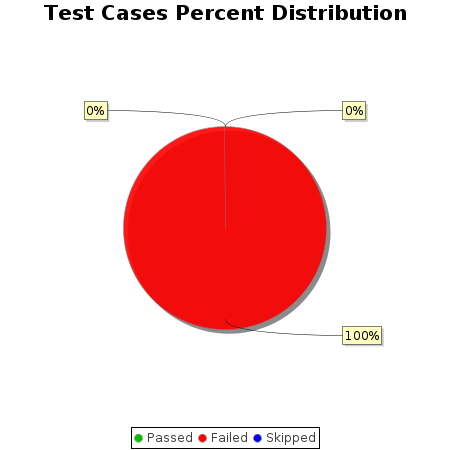 Test Cases Percent Distribution
0% 0%
100%
Passed Failed Skipped